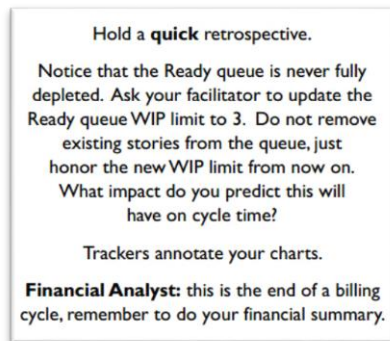 Hold a quick retrospective.
Notice that the Ready queue is never fully
depleted. Ask your facilitator to update the
Ready queue WIP limit to 3. Do not remove
existing stories from the queue, just
honor the new WIP limit from now on.
What impact do you predict this will
have on cycle time?
Trackers annotate your charts.
Financial Analyst: this is the end of a billing
cycle, remember to do your financial summary.